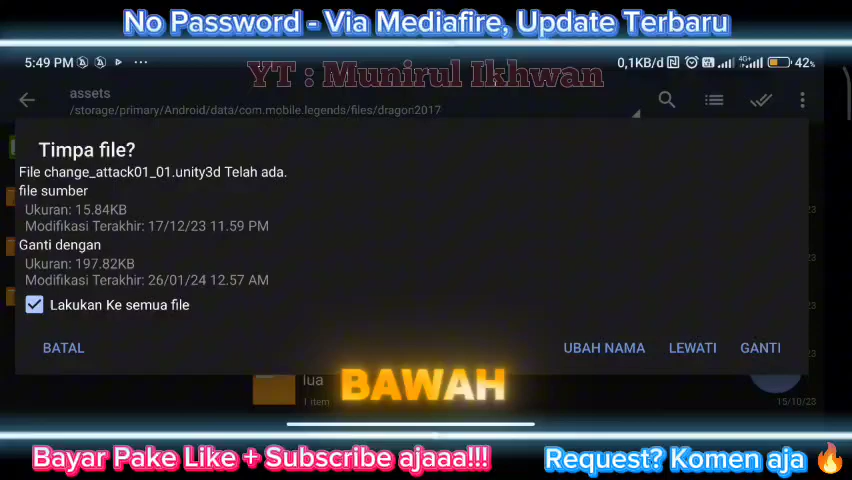 No Password - Via Mediafire, Update Terbaru
5:49 PM
0,1KB/d
4G+
42%
YT : Munirul Ikhwan
assets
/storage/primary/Android/data/com.mobile.legends/files/dragon2017
Timpa file?
File change_attack01_01.unity3d Telah ada.
file sumber
Ukuran: 15.84KB
Modifikasi Terakhir: 17/12/23 11.59 PM
Ganti dengan
Ukuran: 197.82KB
Modifikasi Terakhir: 26/01/24 12.57 AM
Lakukan Ke semua file
BATAL
UBAH NAMA
LEWATI
GANTI
BAWAH
lua
1 item
15/10/23
Bayar Pake Like + Subscribe ajaaa!!!
Request? Komen aja 🔥